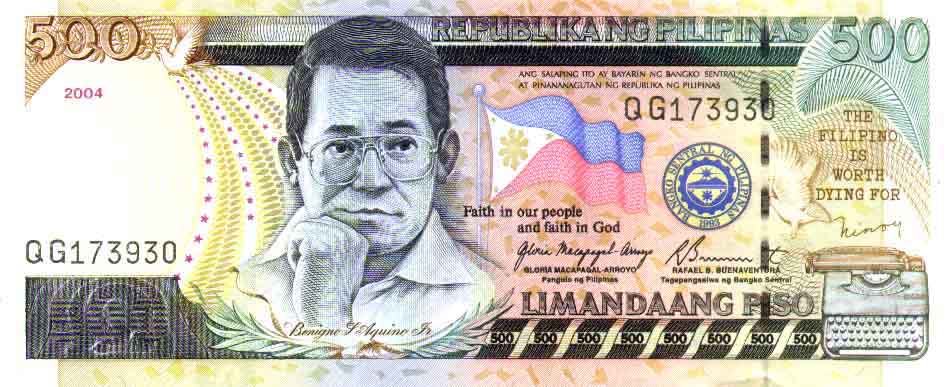 500
REPUBLIKA NG PILIPINAS
500
2004
ANG SALAPING ITO AY BAYARIN NG BANGKO SENTRAL
AT PINANANAGUTAN NG REPUBLIKA NG PILIPINAS
QG173930
THE
FILIPINO
IS
WORTH
DYING FOR
Ninoy
BANGKO SENTRAL NG PILIPINAS
1993
Faith in our people
and faith in God
QG173930
Gloria Macapagal-Arroyo
GLORIA MACAPAGAL-ARROYO
Pangulo ng Pilipinas
RAFAEL B. BUENAVENTURA
Tagapangasiwa ng Bangko Sentral
LIMANDAANG PISO
Benigno S. Aquino Jr.
500 500 500 500 500 500 500 500